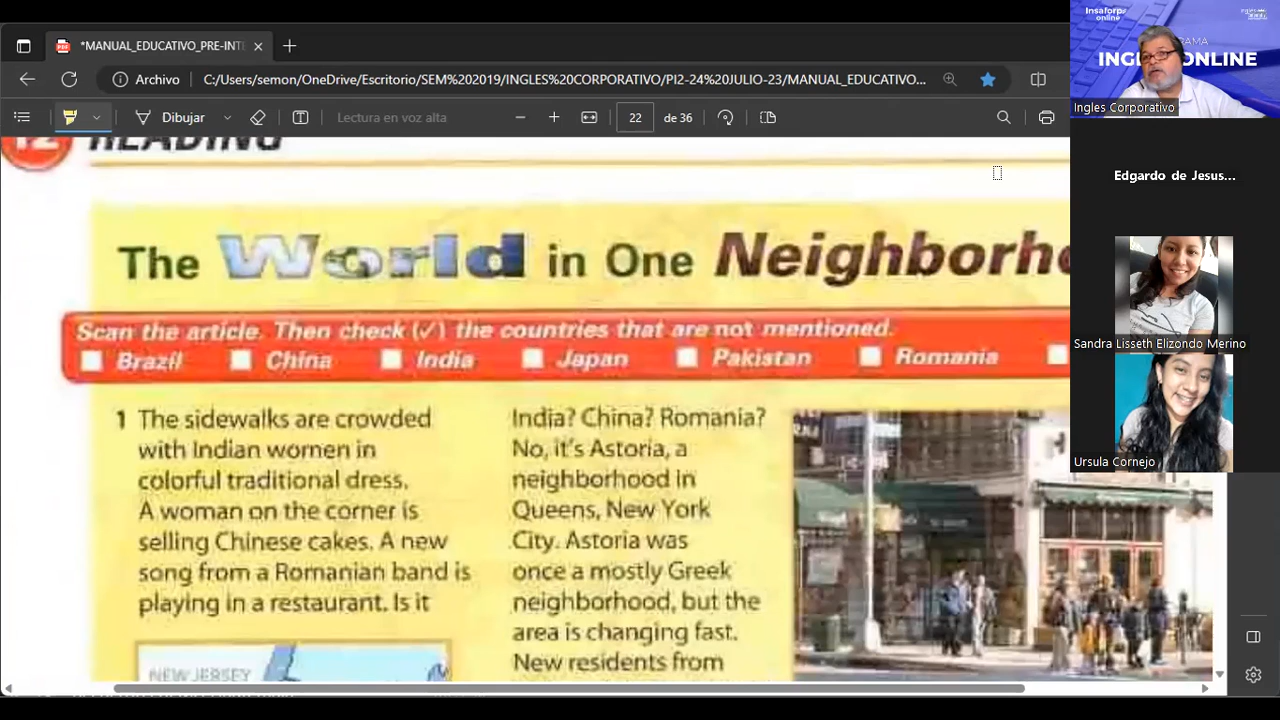 *MANUAL_EDUCATIVO_PRE-INT
Archivo
C:/Users/semon/OneDrive/Escritorio/SEM%202019/INGLES%20CORPORATIVO/PI2-24%20JULIO-23/MANUAL_EDUCATIVO...
Dibujar
Lectura en voz alta
22
de 36
12 READING
The World in One Neighborho
Scan the article. Then check (✓) the countries that are not mentioned.
Brazil China India Japan Pakistan Romania
1 The sidewalks are crowded
with Indian women in
colorful traditional dress.
A woman on the corner is
selling Chinese cakes. A new
song from a Romanian band is
playing in a restaurant. Is it
NEW JERSEY
India? China? Romania?
No, it's Astoria, a
neighborhood in
Queens, New York
City. Astoria was
once a mostly Greek
neighborhood, but the
area is changing fast.
New residents from
Insaforp
online
RAMA
INGL ONLINE
Ingles Corporativo
Edgardo de Jesus...
Sandra Lisseth Elizondo Merino
Ursula Cornejo